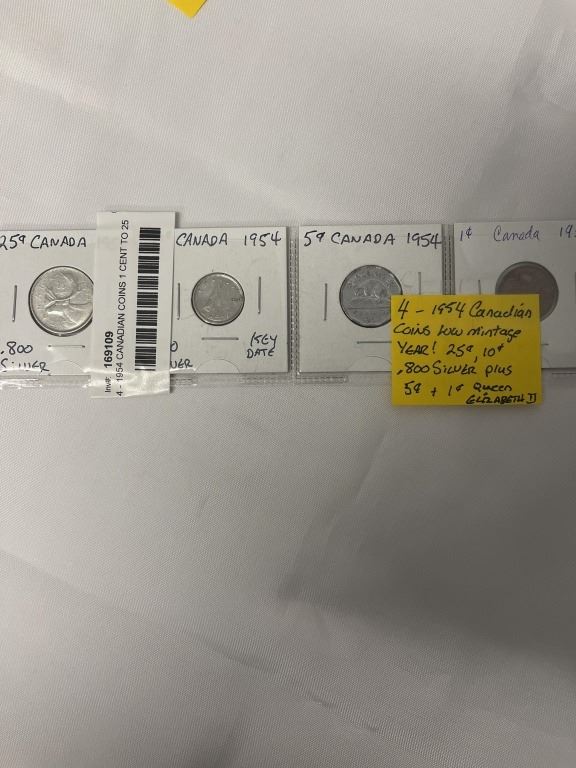 25¢ CANADA
.800
SILVER
Inv#: 169109
4 - 1954 CANADIAN COINS 1 CENT TO 25
CANADA 1954
KEY
DATE
5¢ CANADA 1954
1¢ Canada
4 - 1954 Canadian
Coins Low mintage
YEAR! 25¢, 10¢
.800 SILVER plus
5¢ + 1¢ Queen
ELIZABETH II